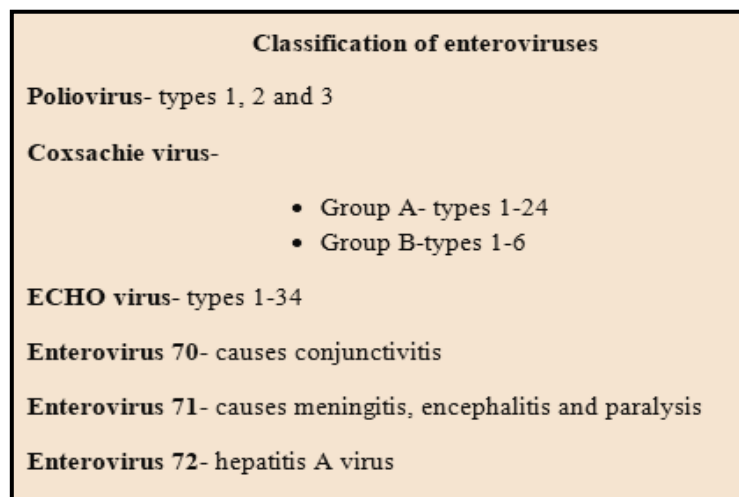 Classification of enteroviruses
Poliovirus- types 1, 2 and 3
Coxsachie virus-
• Group A- types 1-24
• Group B-types 1-6
ECHO virus- types 1-34
Enterovirus 70- causes conjunctivitis
Enterovirus 71- causes meningitis, encephalitis and paralysis
Enterovirus 72- hepatitis A virus